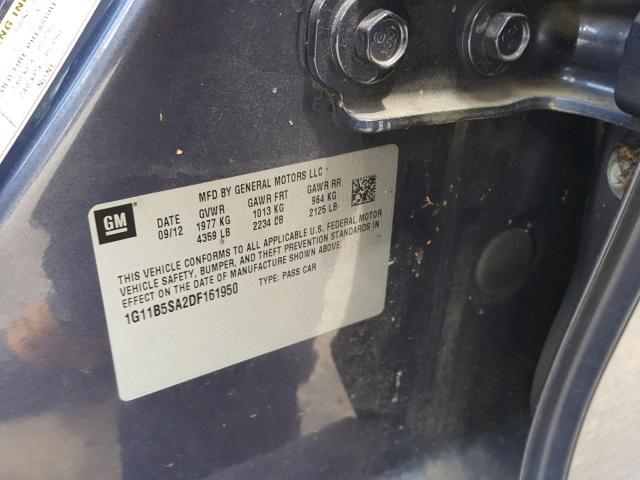 MFD BY GENERAL MOTORS LLC
GM
DATE GVWR GAWR FRT GAWR RR
09/12 1977 KG 1013 KG 964 KG
4359 LB 2234 LB 2125 LB
THIS VEHICLE CONFORMS TO ALL APPLICABLE U.S. FEDERAL MOTOR
VEHICLE SAFETY, BUMPER, AND THEFT PREVENTION STANDARDS IN
EFFECT ON THE DATE OF MANUFACTURE SHOWN ABOVE.
1G11B5SA2DF161950 TYPE: PASS CAR